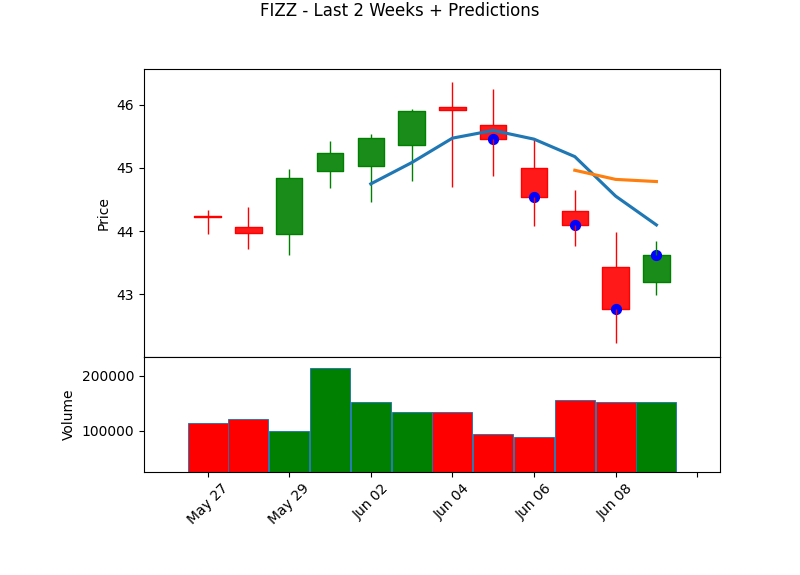 FIZZ - Last 2 Weeks + Predictions
46
45
44
43
Price
200000
100000
Volume
May 27
May 29
Jun 02
Jun 04
Jun 06
Jun 08